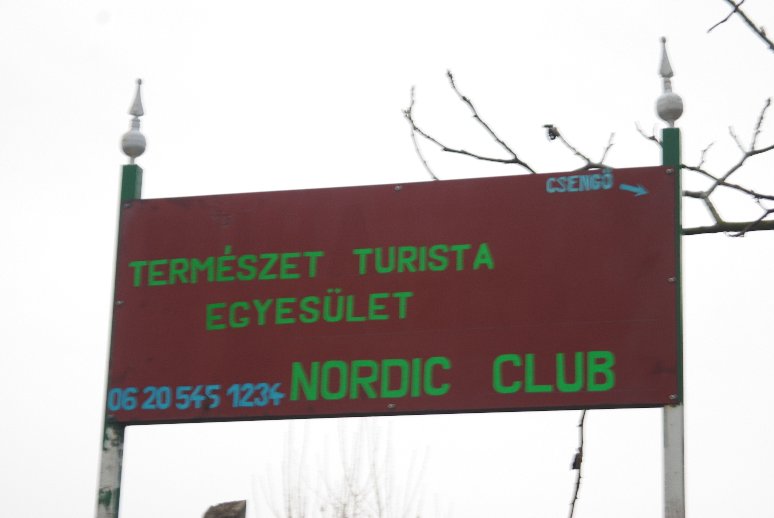 CSENGŐ
TERMÉSZET TURISTA
EGYESÜLET
NORDIC CLUB
06 20 545 1234